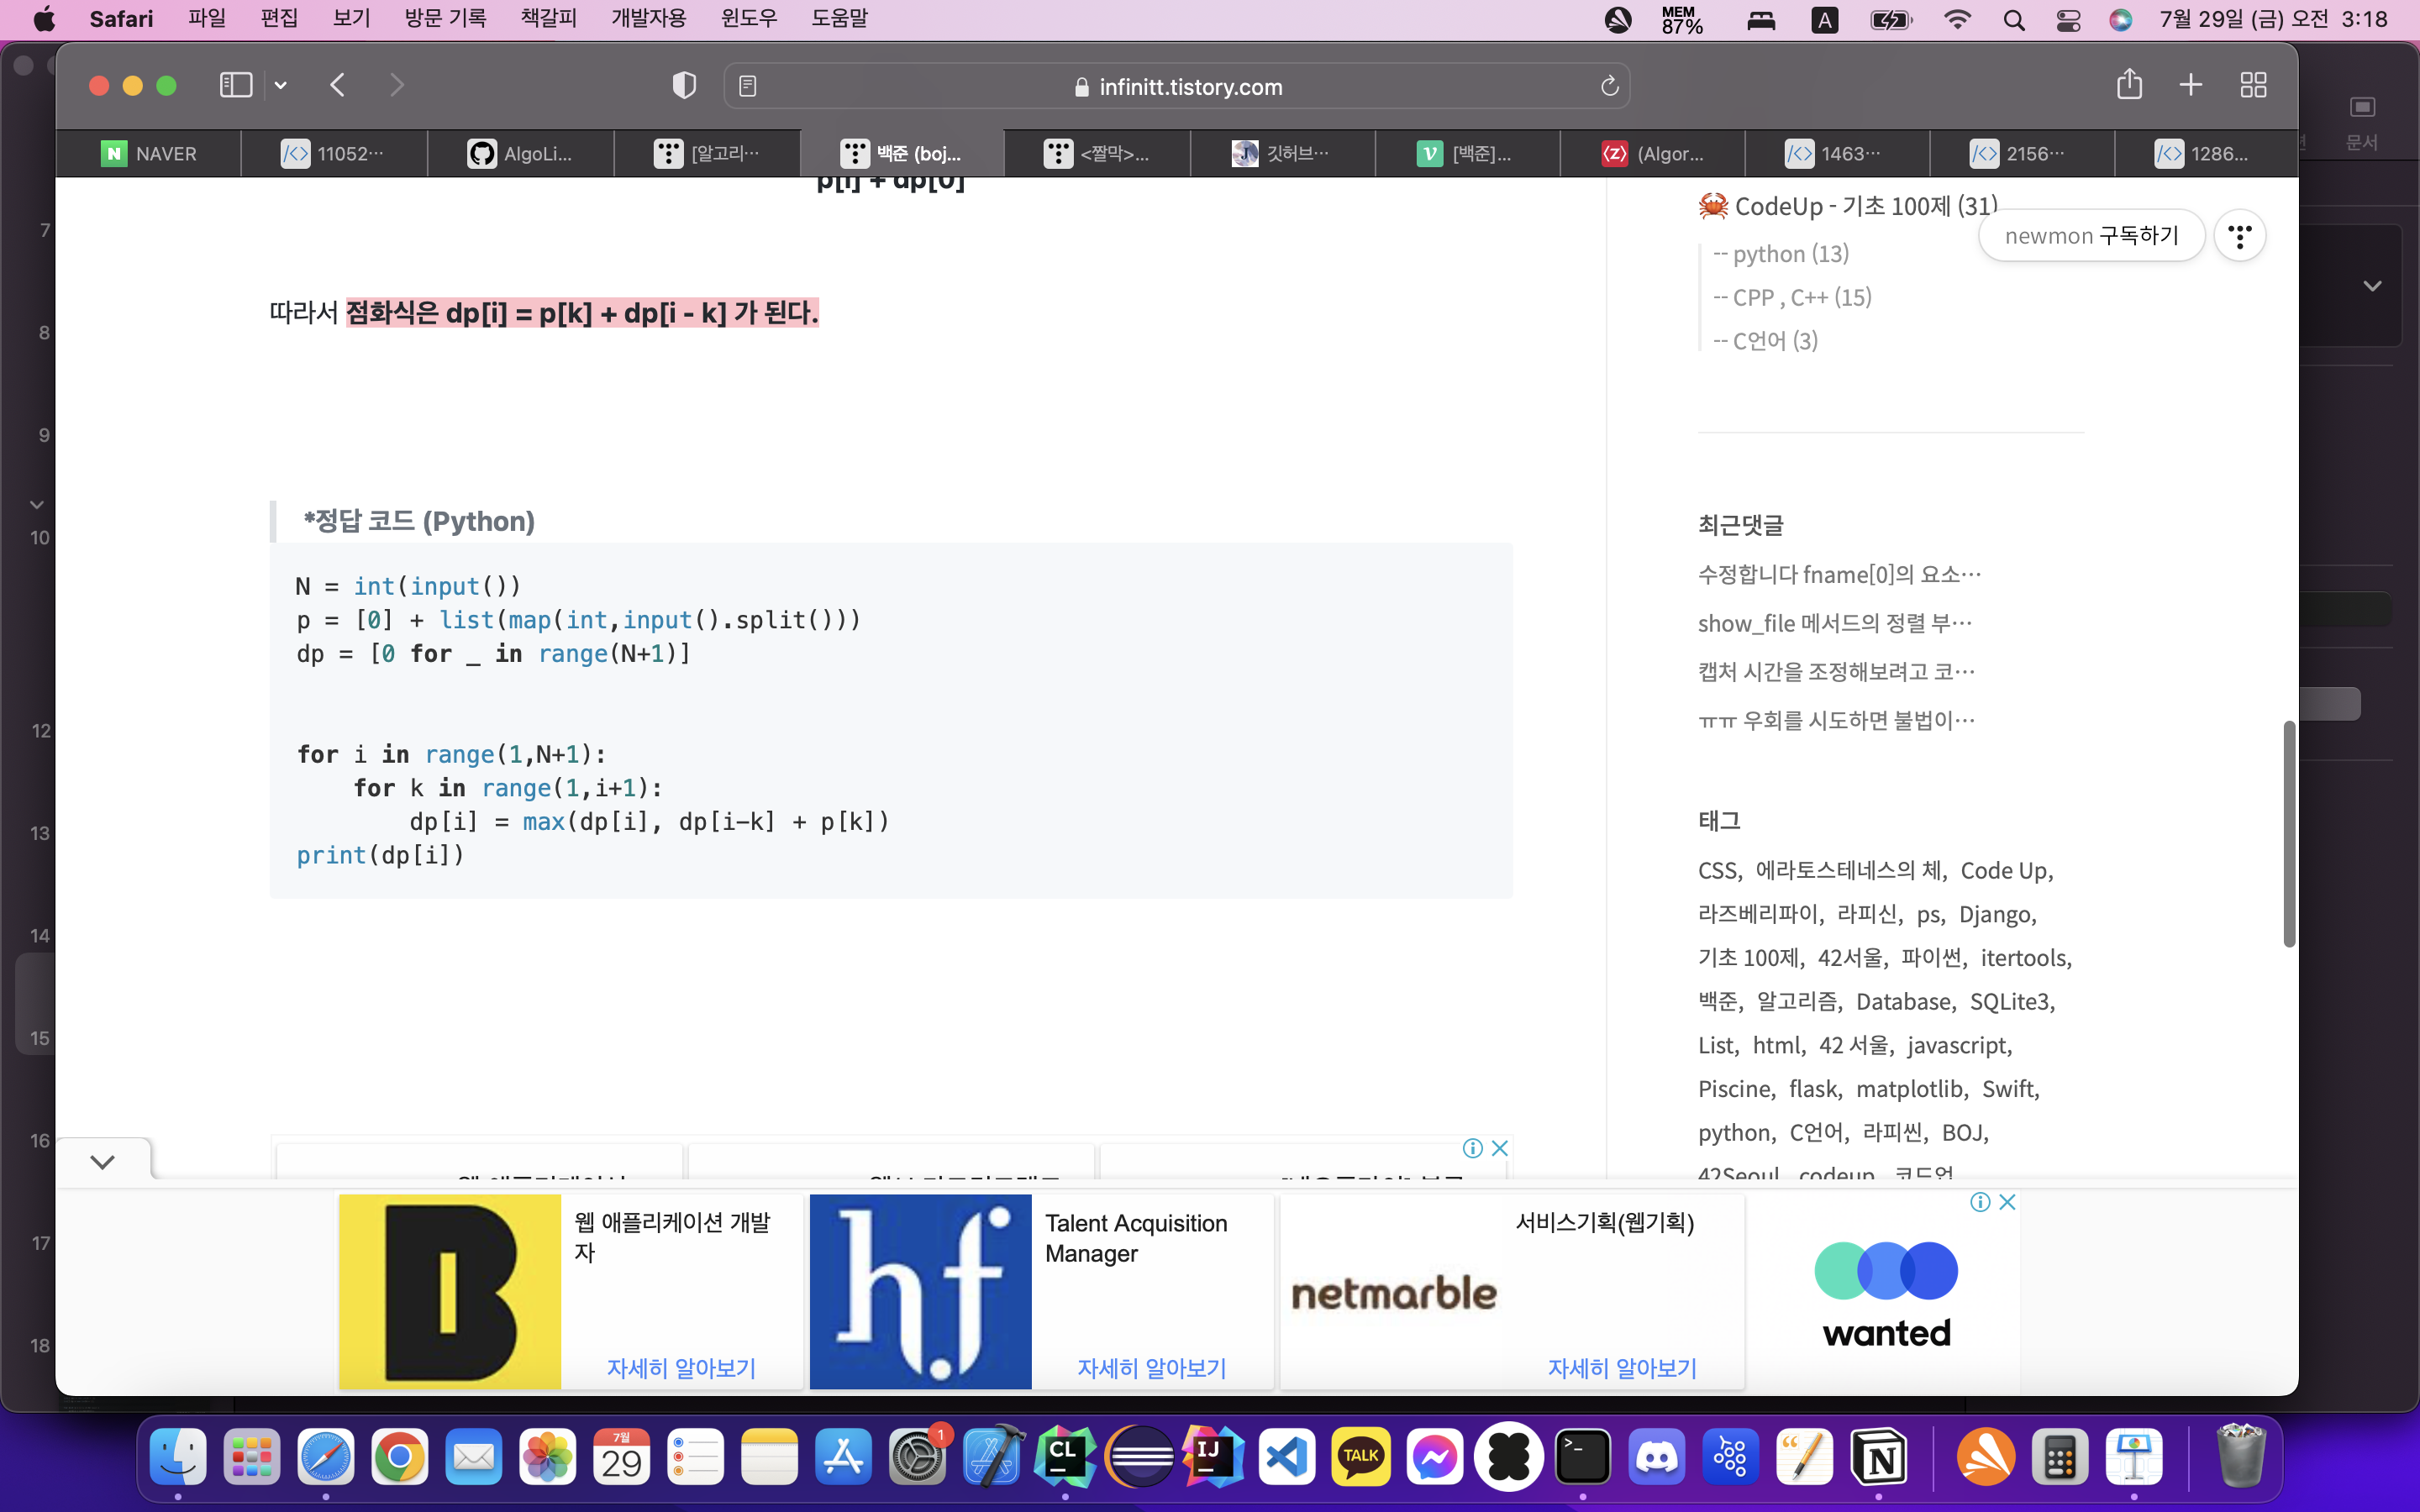 Safari 파일 편집 보기 방문 기록 책갈피 개발자용 윈도우 도움말 MEM 87% A 7월 29일 (금) 오전 3:18
infinitt.tistory.com
N NAVER
/<> 11052…
AlgoLi...
[알고리…
백준 (boj...
<짤막>...
깃허브…
v [백준]...
(Algor...
/<> 1463…
/<> 2156…
/<> 1286...
문서
7
8
9
10
12
13
14
15
16
17
18
p[i] + dp[0]
따라서 점화식은 dp[i] = p[k] + dp[i - k] 가 된다.
*정답 코드 (Python)
N = int(input())
p = [0] + list(map(int,input().split()))
dp = [0 for _ in range(N+1)]
for i in range(1,N+1):
    for k in range(1,i+1):
        dp[i] = max(dp[i], dp[i-k] + p[k])
print(dp[i])
🦀 CodeUp - 기초 100제 (31)
newmon 구독하기
-- python (13)
-- CPP , C++ (15)
-- C언어 (3)
최근댓글
수정합니다 fname[0]의 요소…
show_file 메서드의 정렬 부…
캡처 시간을 조정해보려고 코…
ㅠㅠ 우회를 시도하면 불법이…
태그
CSS, 에라토스테네스의 체, Code Up,
라즈베리파이, 라피신, ps, Django,
기초 100제, 42서울, 파이썬, itertools,
백준, 알고리즘, Database, SQLite3,
List, html, 42 서울, javascript,
Piscine, flask, matplotlib, Swift,
python, C언어, 라피씬, BOJ,
42Seoul, codeup, 코드업
웹 애플리케이션 개발
자
자세히 알아보기
hf
Talent Acquisition
Manager
자세히 알아보기
netmarble
서비스기획(웹기획)
자세히 알아보기
wanted
7월
29
1
CL
IJ
TALK
>_
N